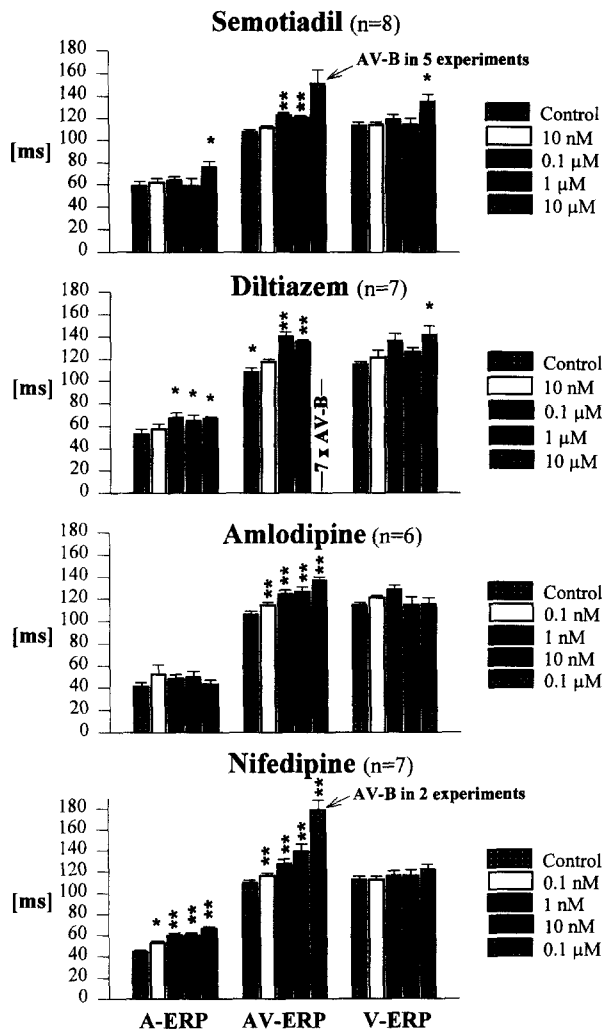 Semotiadil (n=8)
AV-B in 5 experiments
180
160
140
120
100
80
60
40
20
0
[ms]
*
**
**
*
Control
10 nM
0.1 μM
1 μM
10 μM
Diltiazem (n=7)
180
160
140
120
100
80
60
40
20
0
[ms]
*
*
*
*
**
**
7 x AV-B
*
Control
10 nM
0.1 μM
1 μM
10 μM
Amlodipine (n=6)
180
160
140
120
100
80
60
40
20
0
[ms]
**
**
**
**
Control
0.1 nM
1 nM
10 nM
0.1 μM
Nifedipine (n=7)
AV-B in 2 experiments
180
160
140
120
100
80
60
40
20
0
[ms]
*
**
**
**
**
**
**
**
Control
0.1 nM
1 nM
10 nM
0.1 μM
A-ERP AV-ERP V-ERP